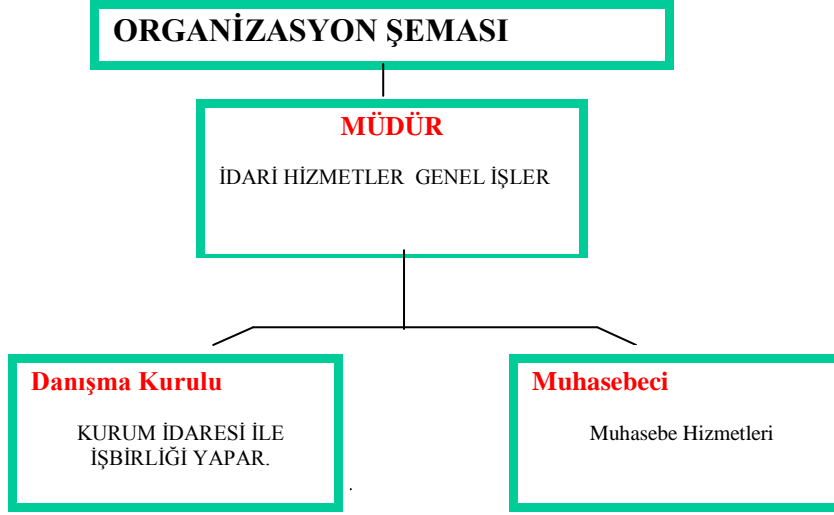 ORGANİZASYON ŞEMASI
MÜDÜR
İDARİ HİZMETLER  GENEL İŞLER
Danışma Kurulu
KURUM İDARESİ İLE
İŞBİRLİĞİ YAPAR.
.
Muhasebeci
Muhasebe Hizmetleri